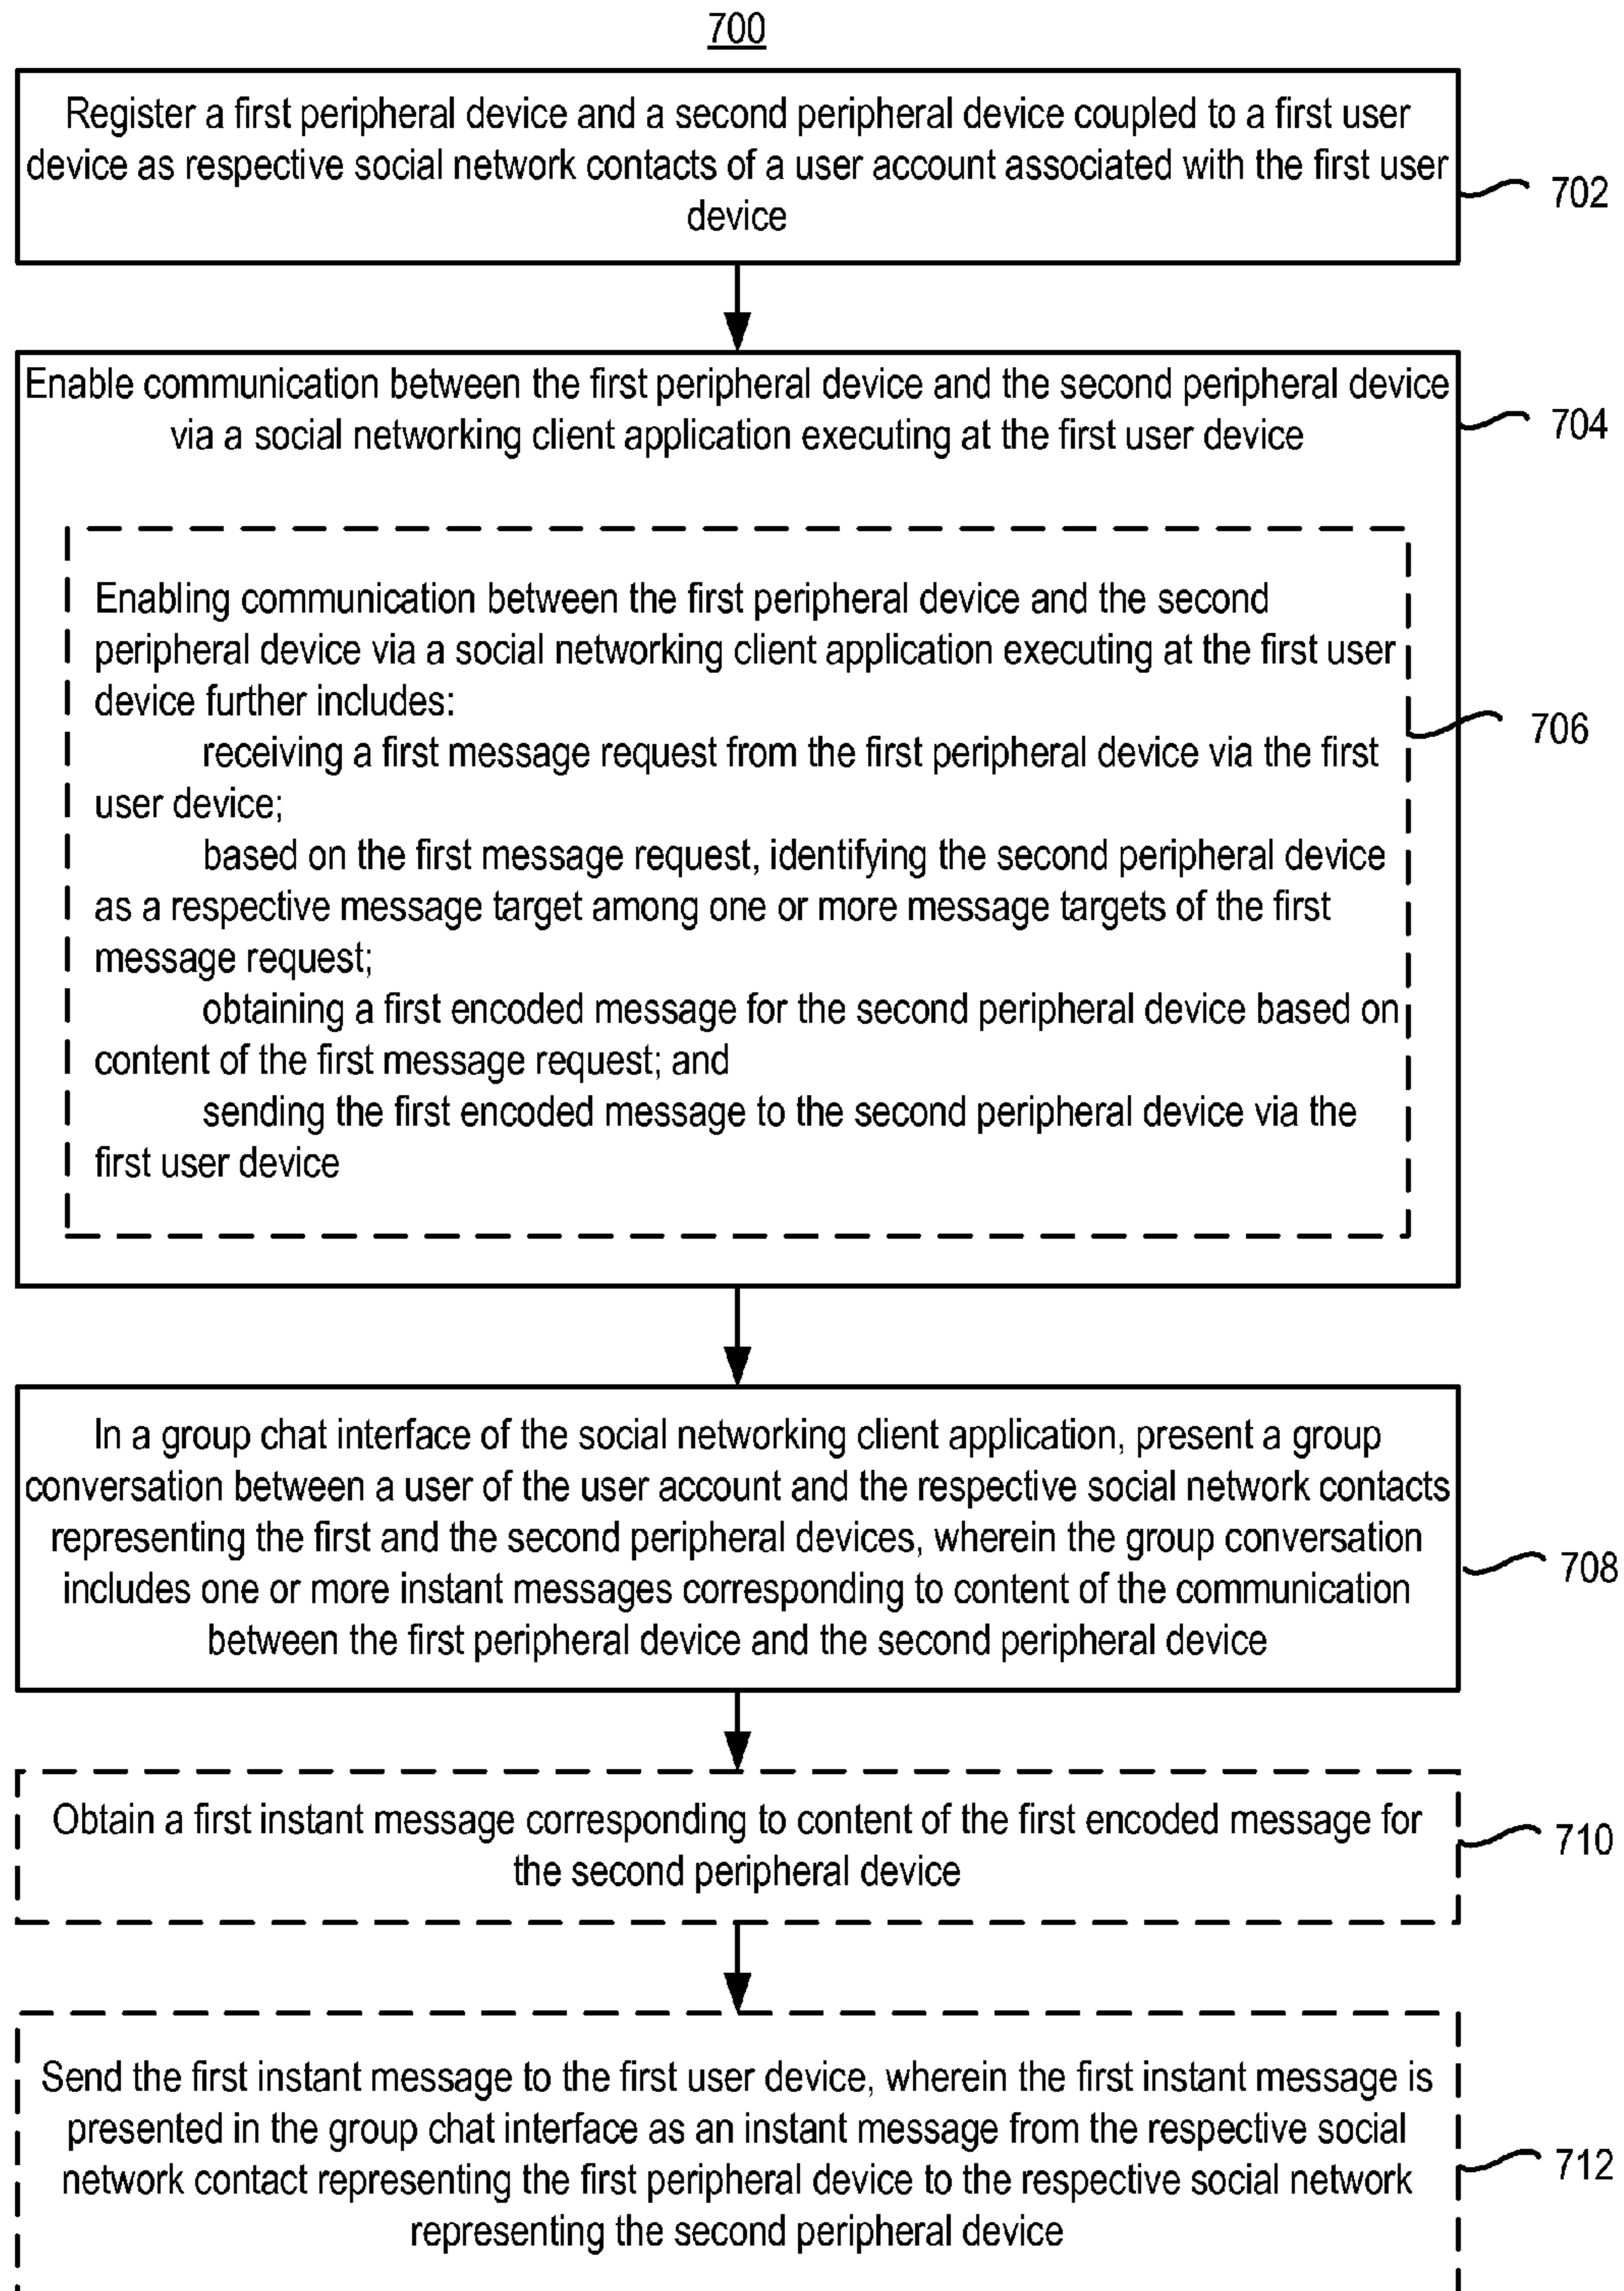 700
Register a first peripheral device and a second peripheral device coupled to a first user
device as respective social network contacts of a user account associated with the first user
device
702
Enable communication between the first peripheral device and the second peripheral device
via a social networking client application executing at the first user device
704
Enabling communication between the first peripheral device and the second
peripheral device via a social networking client application executing at the first user
device further includes:
receiving a first message request from the first peripheral device via the first
user device;
based on the first message request, identifying the second peripheral device
as a respective message target among one or more message targets of the first
message request;
obtaining a first encoded message for the second peripheral device based on
content of the first message request; and
sending the first encoded message to the second peripheral device via the
first user device
706
In a group chat interface of the social networking client application, present a group
conversation between a user of the user account and the respective social network contacts
representing the first and the second peripheral devices, wherein the group conversation
includes one or more instant messages corresponding to content of the communication
between the first peripheral device and the second peripheral device
708
Obtain a first instant message corresponding to content of the first encoded message for
the second peripheral device
710
Send the first instant message to the first user device, wherein the first instant message is
presented in the group chat interface as an instant message from the respective social
network contact representing the first peripheral device to the respective social network
representing the second peripheral device
712